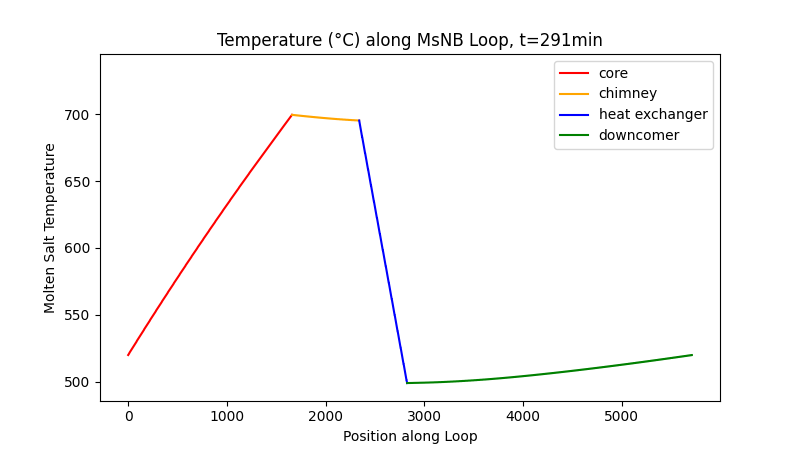 Temperature (°C) along MsNB Loop, t=291min
core
chimney
heat exchanger
downcomer
Molten Salt Temperature
700
650
600
550
500
0 1000 2000 3000 4000 5000
Position along Loop